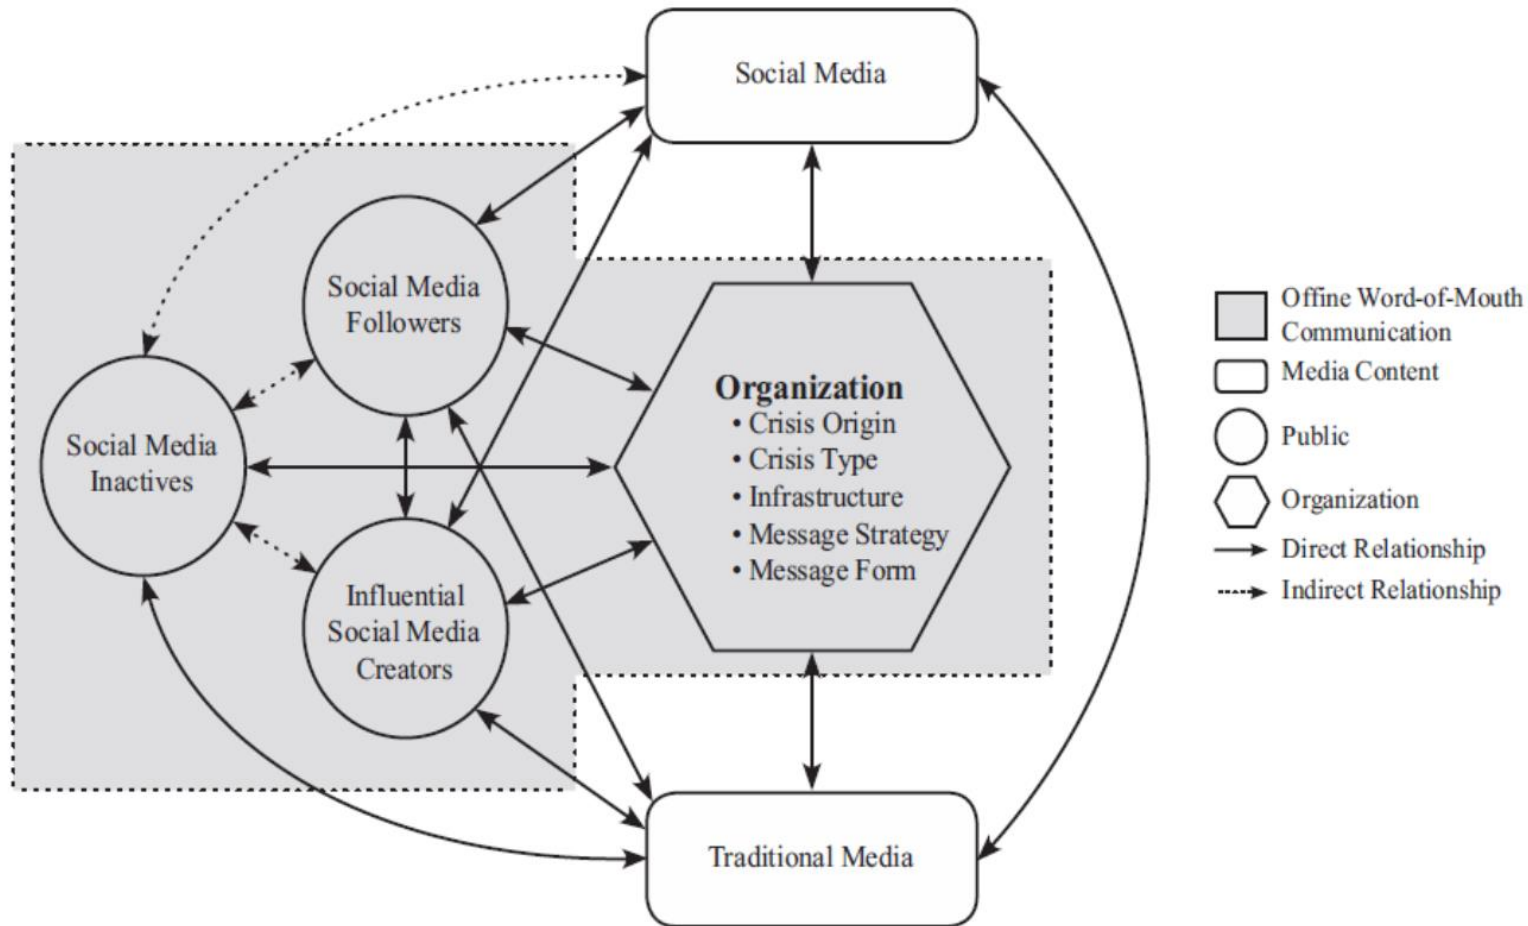 Social Media
Social Media
Followers
Social Media
Inactives
Influential
Social Media
Creators
Organization
• Crisis Origin
• Crisis Type
• Infrastructure
• Message Strategy
• Message Form
Traditional Media
Offine Word-of-Mouth
Communication
Media Content
Public
Organization
Direct Relationship
Indirect Relationship